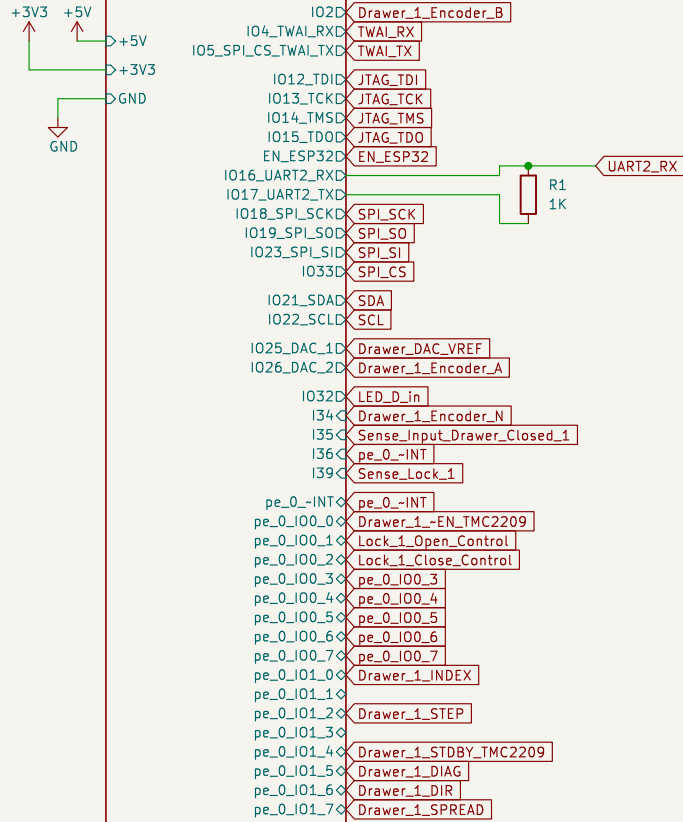 +3V3 +5V
+5V
+3V3
GND
GND
IO2 Drawer_1_Encoder_B
IO4_TWAI_RX TWAI_RX
IO5_SPI_CS_TWAI_TX TWAI_TX
IO12_TDI JTAG_TDI
IO13_TCK JTAG_TCK
IO14_TMS JTAG_TMS
IO15_TDO JTAG_TDO
EN_ESP32 EN_ESP32
IO16_UART2_RX UART2_RX
IO17_UART2_TX
R1
1K
IO18_SPI_SCK SPI_SCK
IO19_SPI_SO SPI_SO
IO23_SPI_SI SPI_SI
IO33 SPI_CS
IO21_SDA SDA
IO22_SCL SCL
IO25_DAC_1 Drawer_DAC_VREF
IO26_DAC_2 Drawer_1_Encoder_A
IO32 LED_D_in
I34 Drawer_1_Encoder_N
I35 Sense_Input_Drawer_Closed_1
I36 pe_0_~INT
I39 Sense_Lock_1
pe_0_~INT pe_0_~INT
pe_0_IO0_0 Drawer_1_~EN_TMC2209
pe_0_IO0_1 Lock_1_Open_Control
pe_0_IO0_2 Lock_1_Close_Control
pe_0_IO0_3 pe_0_IO0_3
pe_0_IO0_4 pe_0_IO0_4
pe_0_IO0_5 pe_0_IO0_5
pe_0_IO0_6 pe_0_IO0_6
pe_0_IO0_7 pe_0_IO0_7
pe_0_IO1_0 Drawer_1_INDEX
pe_0_IO1_1
pe_0_IO1_2 Drawer_1_STEP
pe_0_IO1_3
pe_0_IO1_4 Drawer_1_STDBY_TMC2209
pe_0_IO1_5 Drawer_1_DIAG
pe_0_IO1_6 Drawer_1_DIR
pe_0_IO1_7 Drawer_1_SPREAD